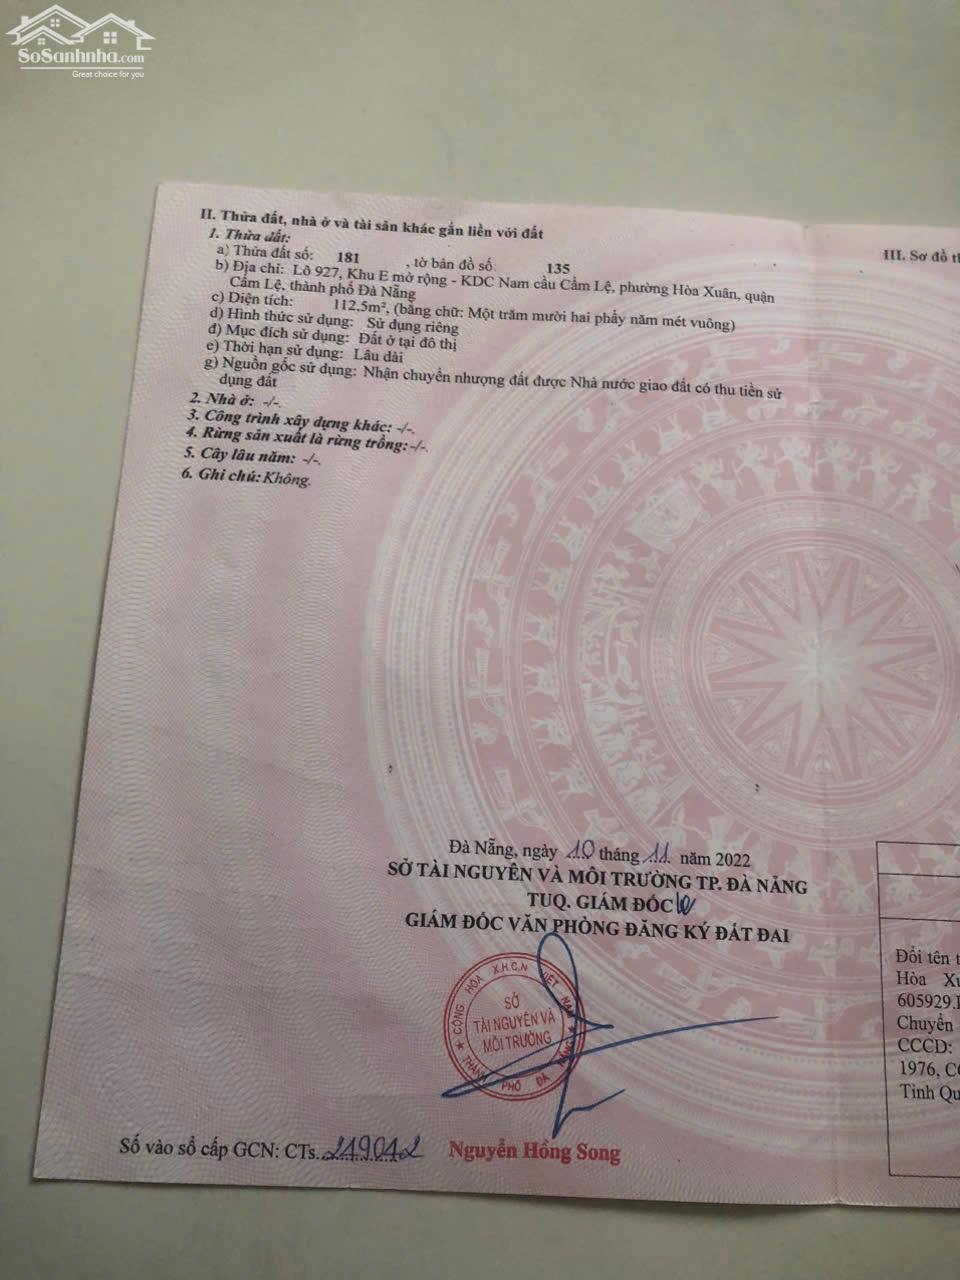 SoSanhnha.com
Great choice for you
II. Thửa đất, nhà ở và tài sản khác gắn liền với đất
1. Thửa đất:
a) Thửa đất số: 181 , tờ bản đồ số: 135
b) Địa chỉ: Lô 927, Khu E mở rộng - KDC Nam cầu Cẩm Lệ, phường Hòa Xuân, quận
Cẩm Lệ, thành phố Đà Nẵng
c) Diện tích: 112,5m², (bằng chữ: Một trăm mười hai phẩy năm mét vuông)
d) Hình thức sử dụng: Sử dụng riêng
đ) Mục đích sử dụng: Đất ở tại đô thị
e) Thời hạn sử dụng: Lâu dài
g) Nguồn gốc sử dụng: Nhận chuyển nhượng đất được Nhà nước giao đất có thu tiền sử
dụng đất
2. Nhà ở: -/-.
3. Công trình xây dựng khác: -/-.
4. Rừng sản xuất là rừng trồng: -/-.
5. Cây lâu năm: -/-.
6. Ghi chú: Không.
III. Sơ đồ
Đà Nẵng, ngày 10 tháng 11 năm 2022
SỞ TÀI NGUYÊN VÀ MÔI TRƯỜNG TP. ĐÀ NẴNG
TUQ. GIÁM ĐỐC
GIÁM ĐỐC VĂN PHÒNG ĐĂNG KÝ ĐẤT ĐAI
CỘNG HÒA X.H.C.N VIỆT NAM
SỞ
TÀI NGUYÊN VÀ
MÔI TRƯỜNG
THÀNH PHỐ ĐÀ NẴNG
Số vào sổ cấp GCN: CTs 249042
Nguyễn Hồng Song
Đổi tên
Hòa
605929.
Chuyển
CCCD:
1976,
Tỉnh